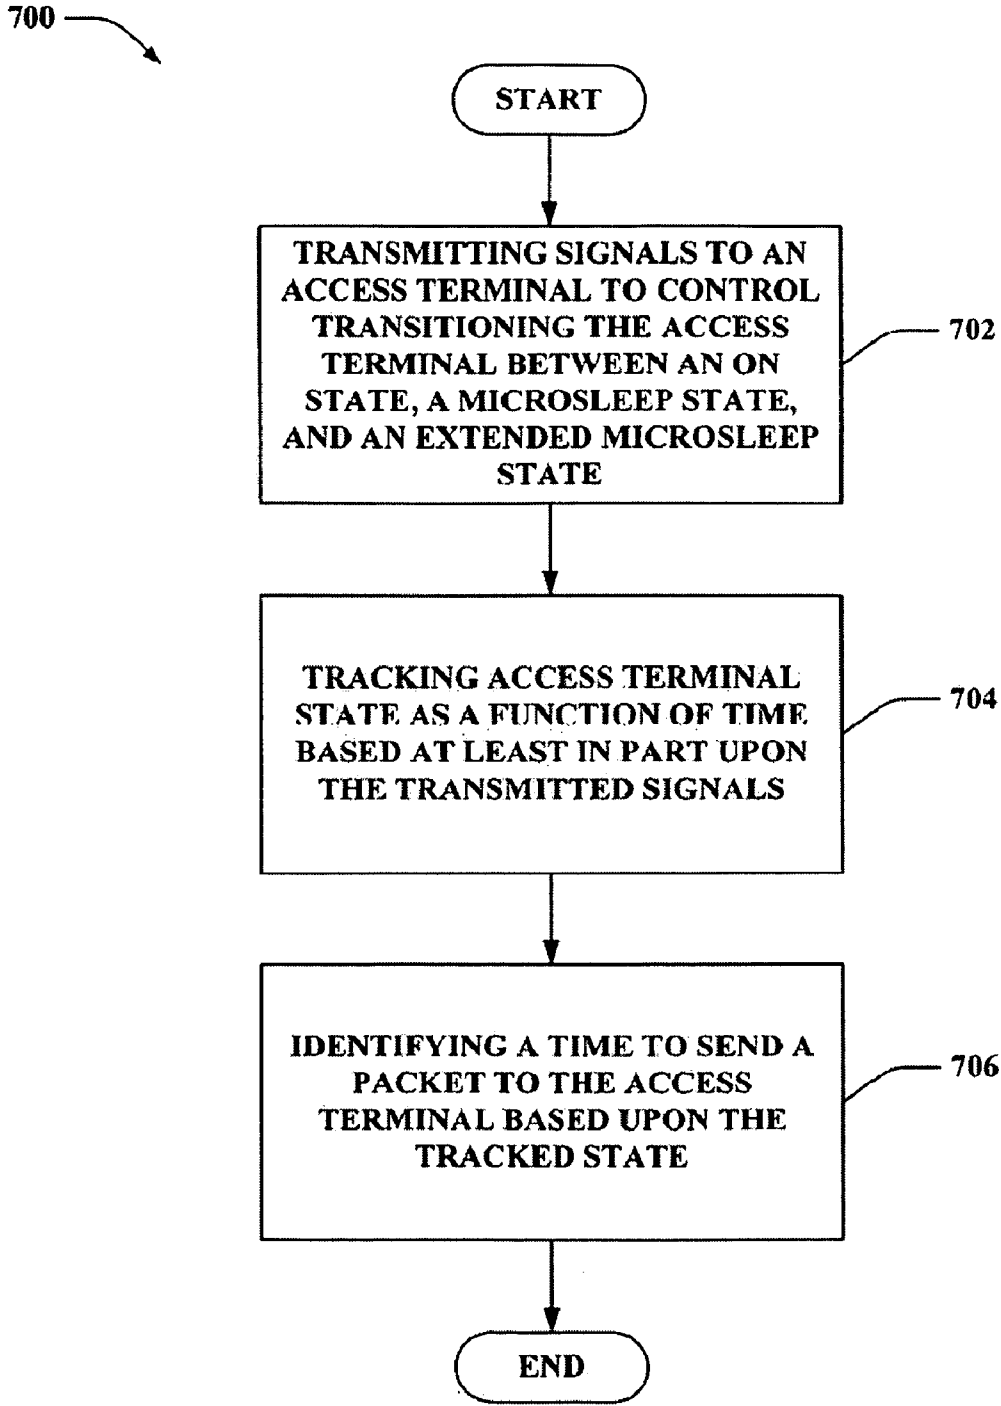 700
START
TRANSMITTING SIGNALS TO AN
ACCESS TERMINAL TO CONTROL
TRANSITIONING THE ACCESS
TERMINAL BETWEEN AN ON
STATE, A MICROSLEEP STATE,
AND AN EXTENDED MICROSLEEP
STATE
702
TRACKING ACCESS TERMINAL
STATE AS A FUNCTION OF TIME
BASED AT LEAST IN PART UPON
THE TRANSMITTED SIGNALS
704
IDENTIFYING A TIME TO SEND A
PACKET TO THE ACCESS
TERMINAL BASED UPON THE
TRACKED STATE
706
END